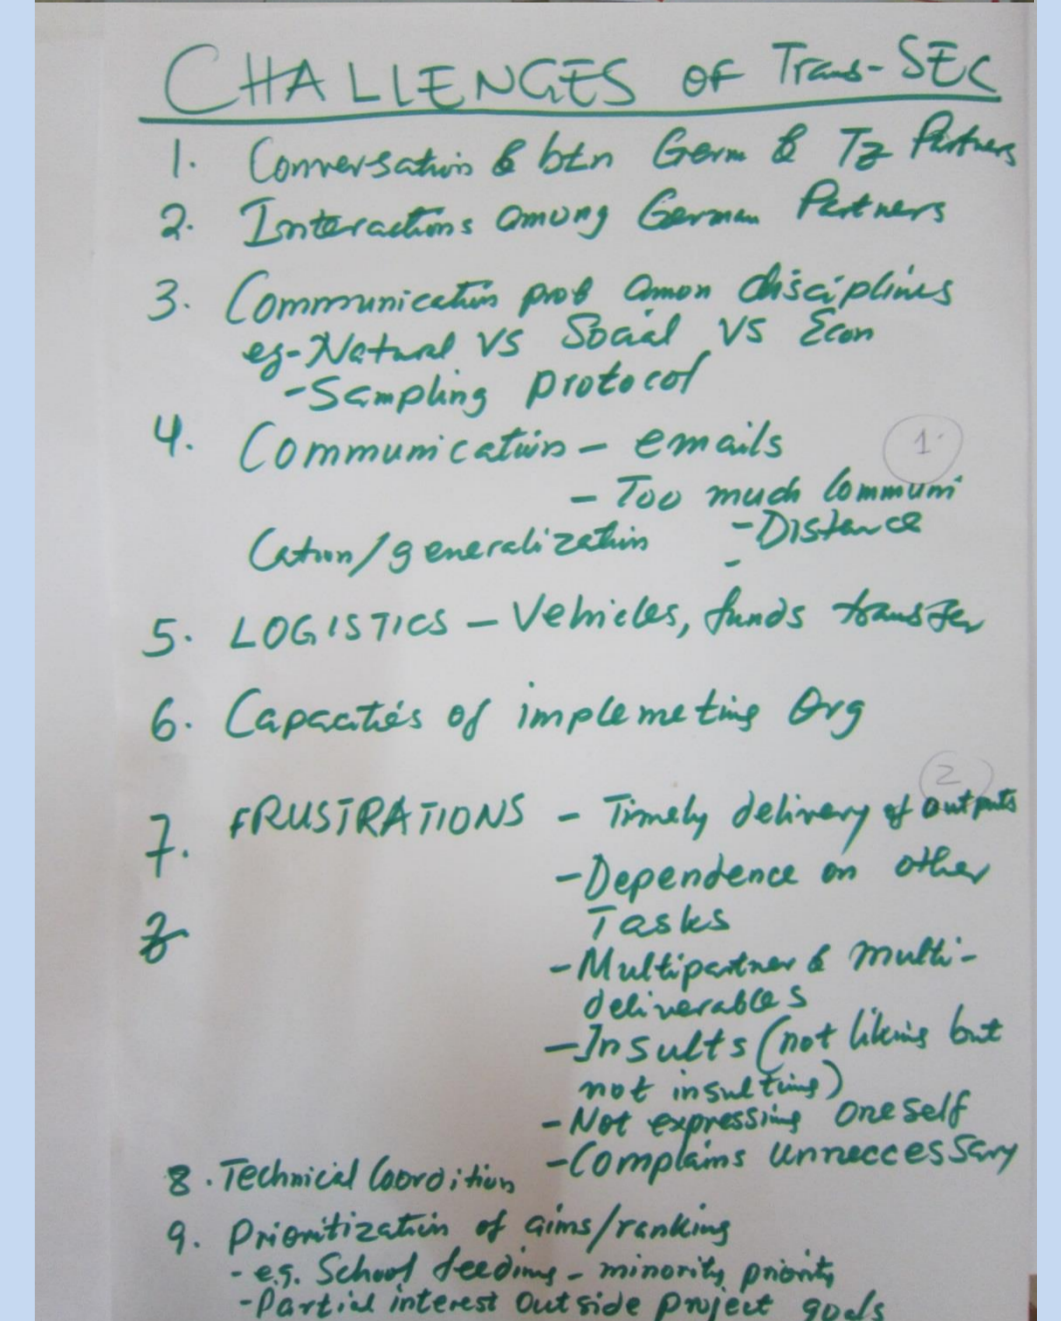 CHALLENGES OF Trans-SEC
1. Conversation & btn Germ & Tz Partners
2. Interactions among German Partners
3. Communication prob amon disciplines
eg-Natural VS Social VS Econ
-Sampling protocol
4. Communication - emails
1
- Too much Communi
cation/generalization -Distance
-
5. LOGISTICS - Vehicles, funds transfer
6. Capacities of implemeting Org
2
7. FRUSTRATIONS - Timely delivery of outputs
-Dependence on other
Tasks
-Multipartner & multi-
deliverables
-Insults (not liking but
not insulting)
-Not expressing oneself
-Complains unneccessary
8. Technical Coordition
9. Prioritization of aims/ranking
- e.g. School feeding - minority priority
-Partial interest outside project goals